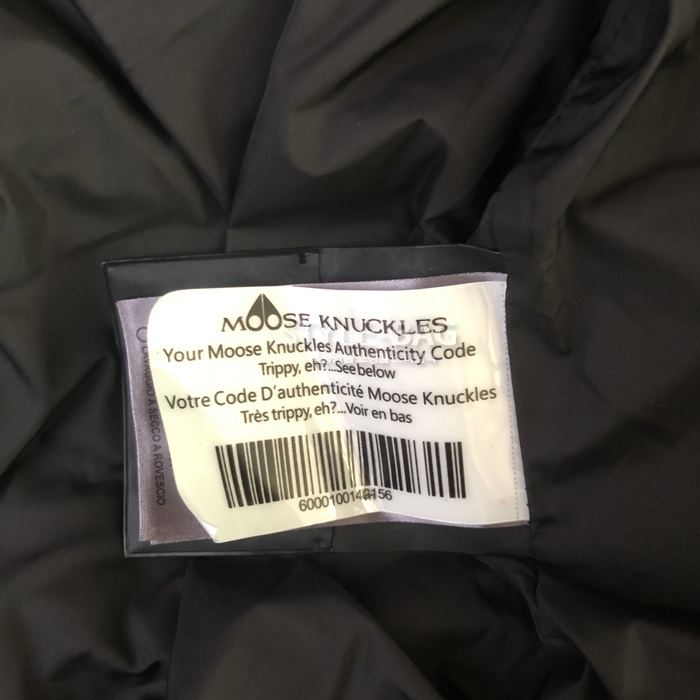 MOOSE KNUCKLES
Your Moose Knuckles Authenticity Code
Trippy, eh?...See below
Votre Code D'authenticité Moose Knuckles
Très trippy, eh?...Voir en bas
LAVAGGIO A SECCO A ROVESCIO